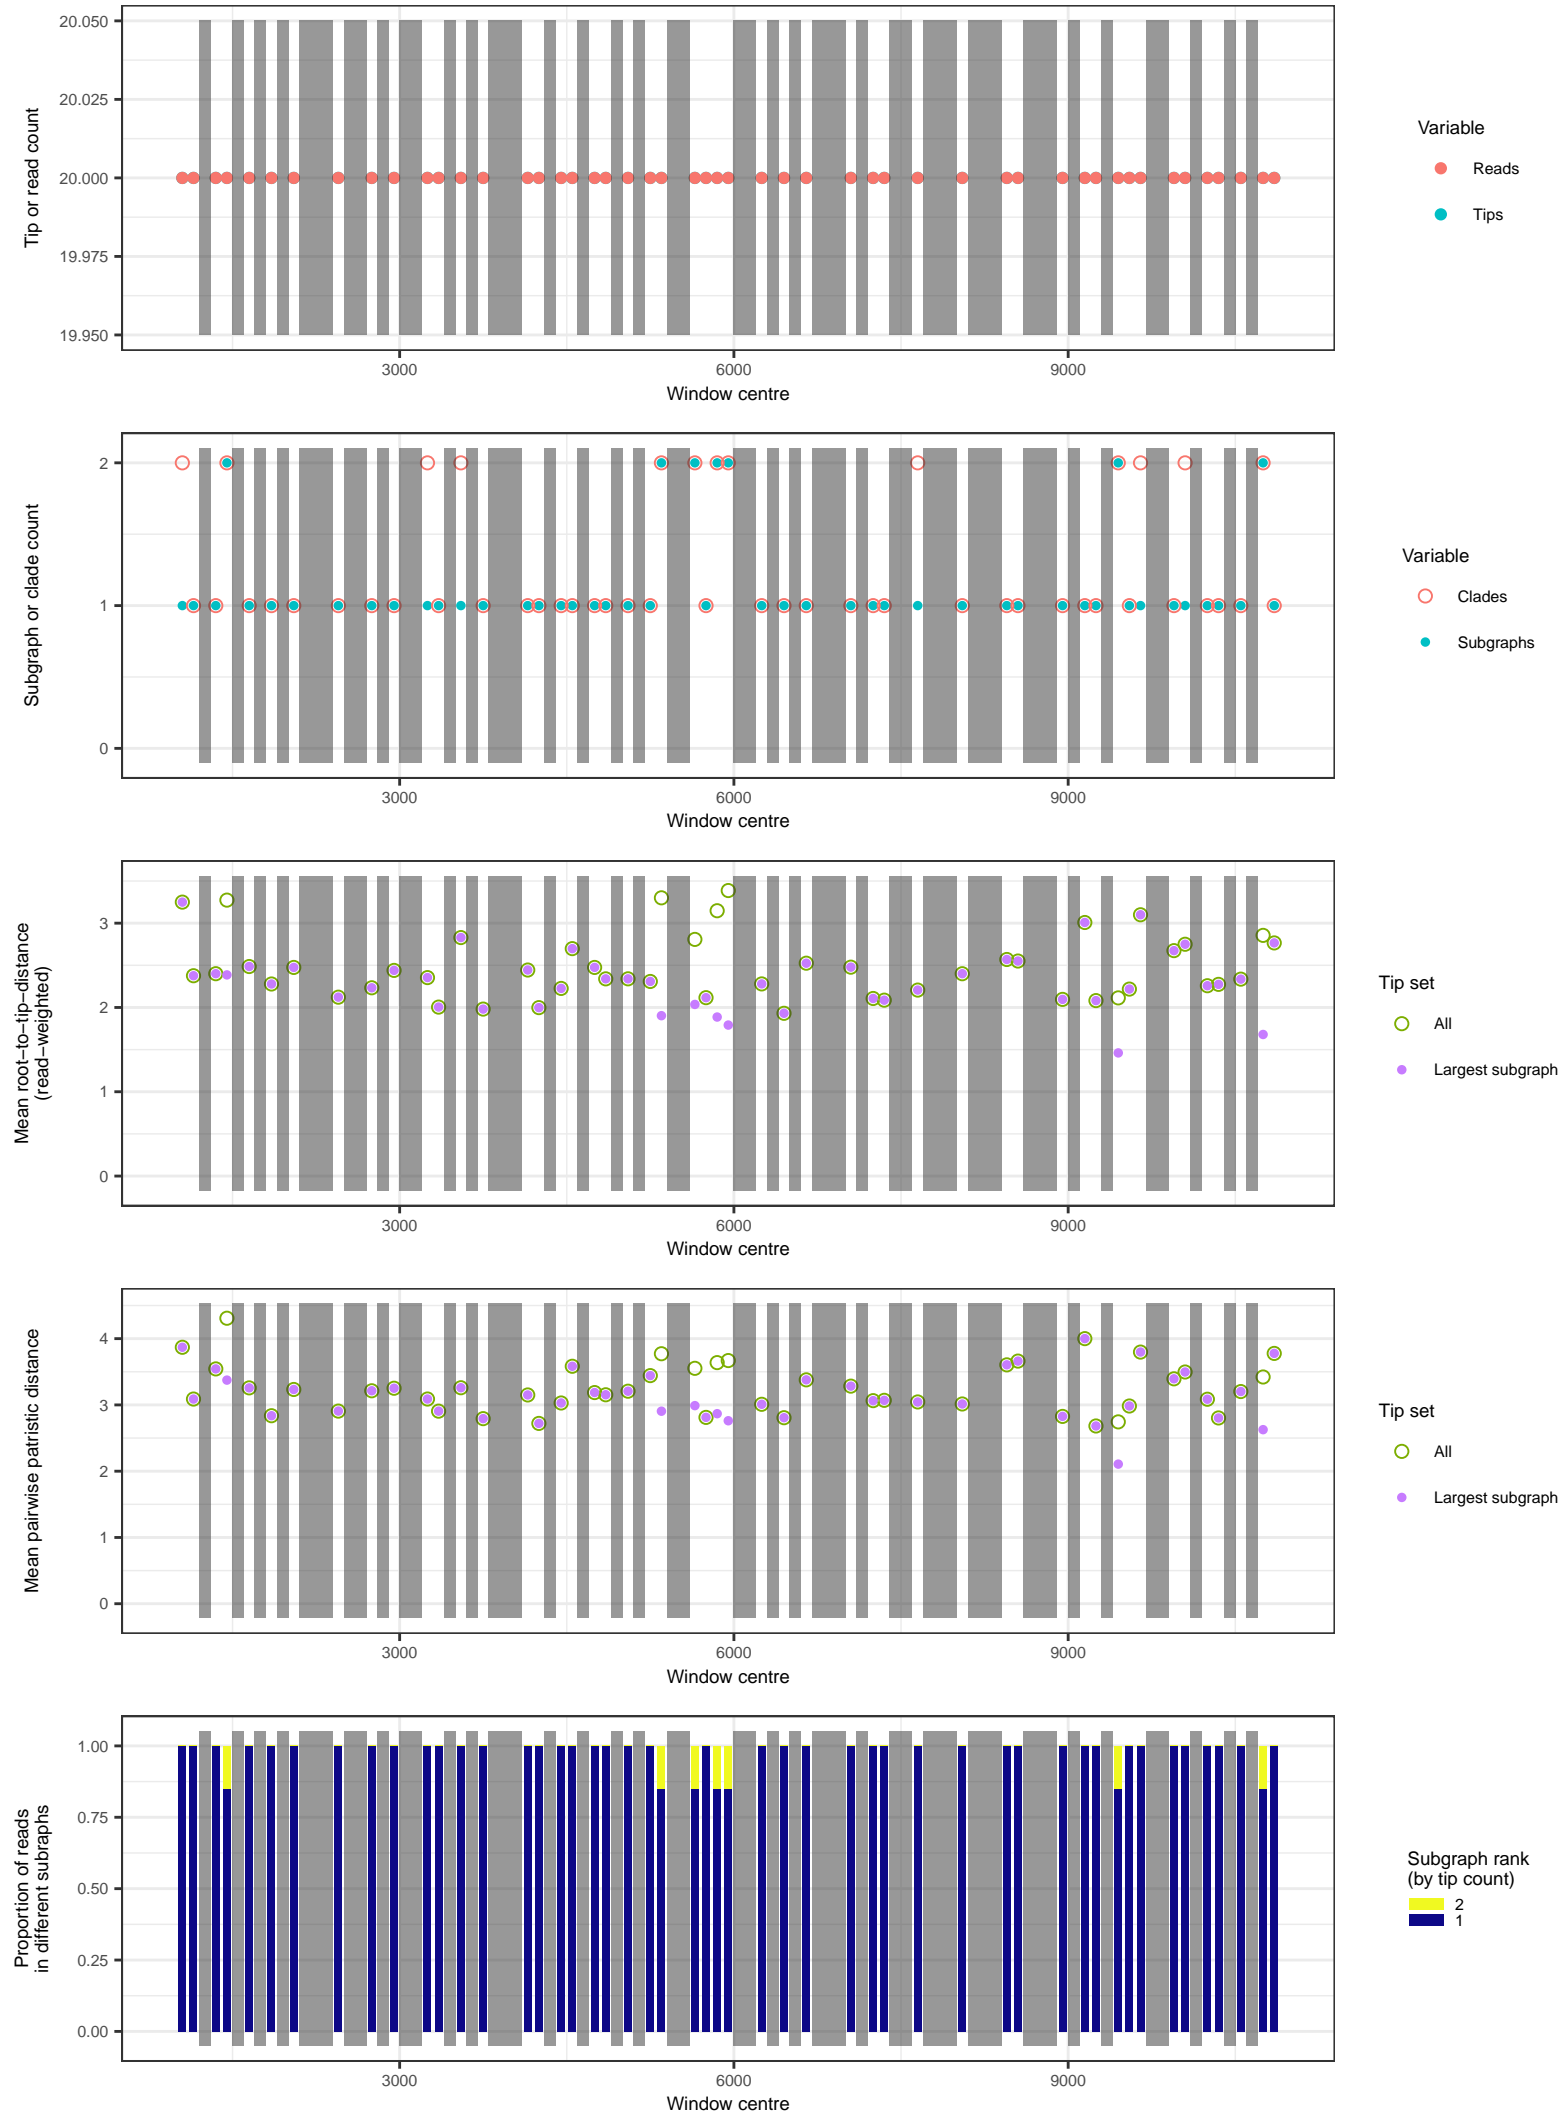 20.050
20.025
20.000
19.975
19.950
Tip or read count
3000 6000 9000
Window centre
Variable
Reads
Tips
2
1
0
Subgraph or clade count
3000 6000 9000
Window centre
Variable
Clades
Subgraphs
3
2
1
0
Mean root−to−tip−distance
(read−weighted)
3000 6000 9000
Window centre
Tip set
All
Largest subgraph
4
3
2
1
0
Mean pairwise patristic distance
3000 6000 9000
Window centre
Tip set
All
Largest subgraph
1.00
0.75
0.50
0.25
0.00
Proportion of reads
in different subraphs
3000 6000 9000
Window centre
Subgraph rank
(by tip count)
2
1